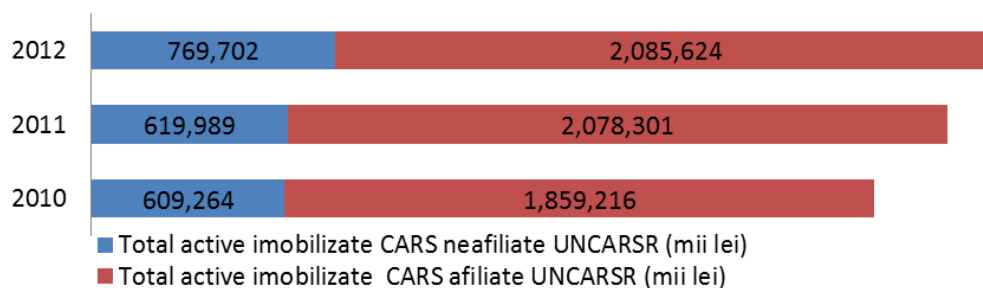 2012 769,702 2,085,624
2011 619,989 2,078,301
2010 609,264 1,859,216
Total active imobilizate CARS neafiliate UNCARSR (mii lei)
Total active imobilizate CARS afiliate UNCARSR (mii lei)